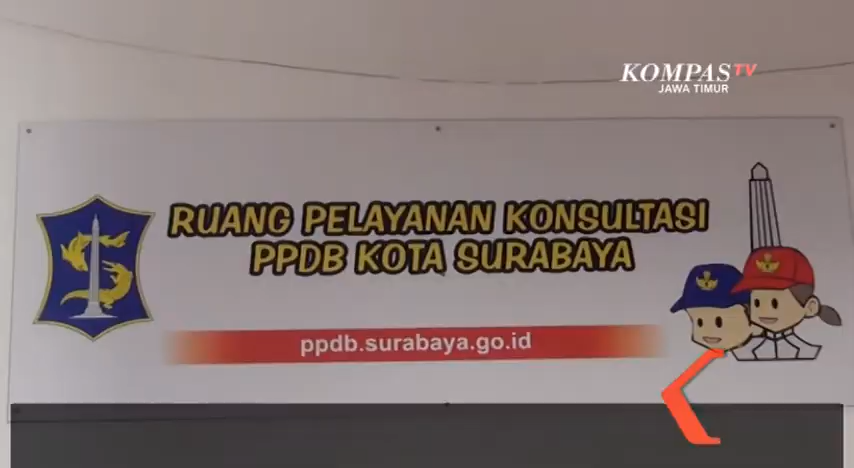 KOMPAS TV
JAWA TIMUR
RUANG PELAYANAN KONSULTASI
PPDB KOTA SURABAYA
ppdb.surabaya.go.id